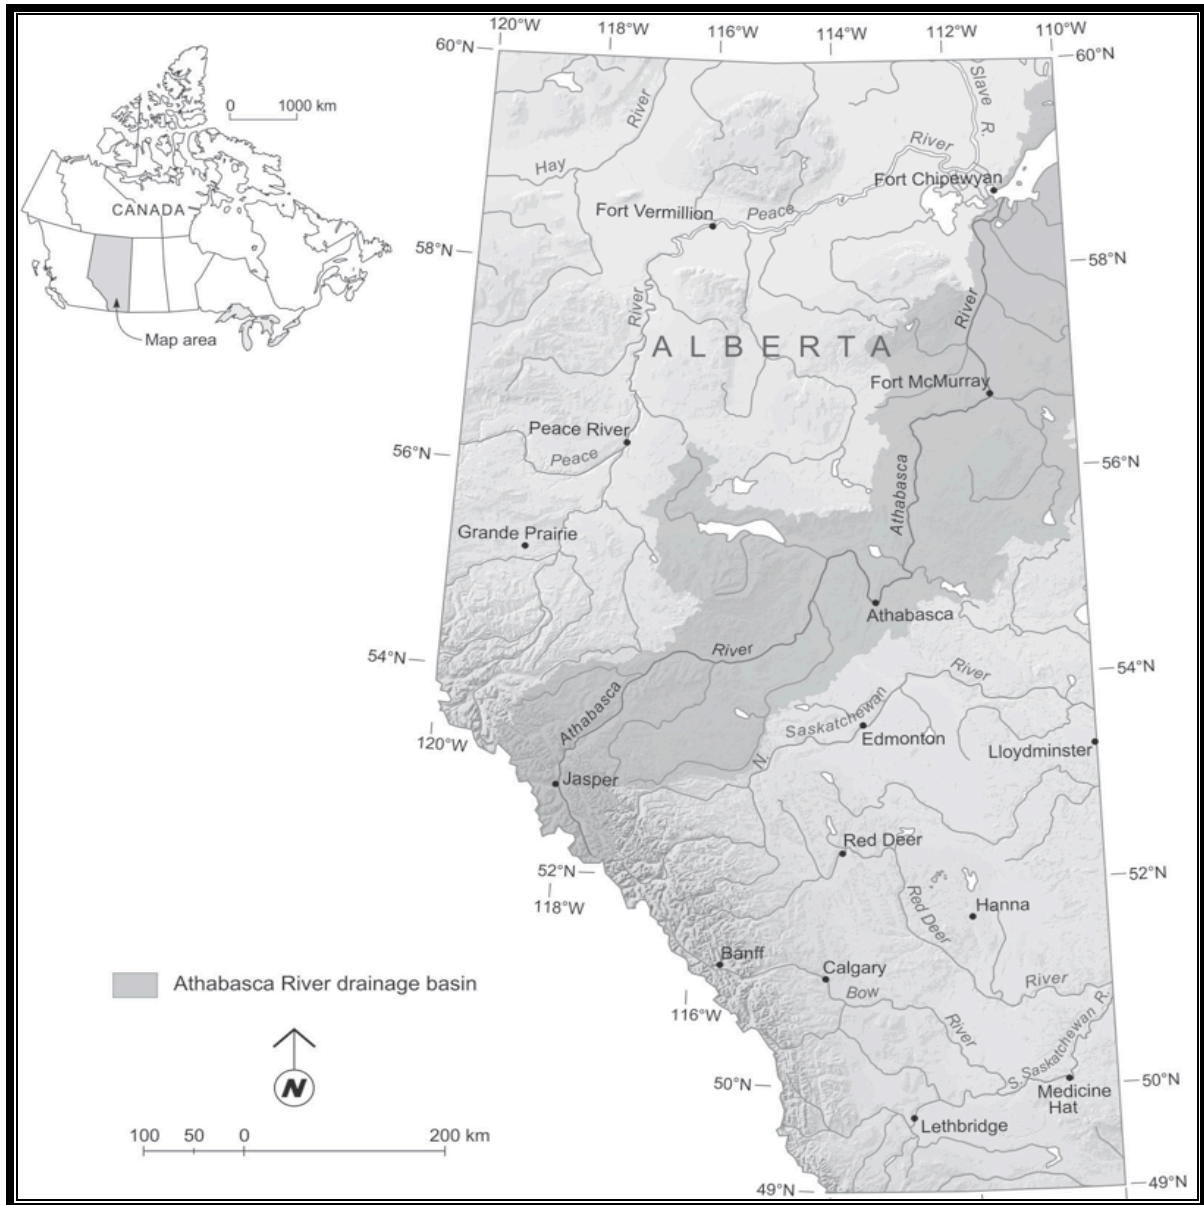 120°W
118°W
116°W
114°W
112°W
110°W
60°N
60°N
0 1000 km
CANADA
Map area
Slave R.
River
Hay
River
Fort Chipewyan
Fort Vermillion
Peace
58°N
58°N
River
River
ALBERTA
Fort McMurray
Peace River
Peace
56°N
56°N
Athabasca
Grande Prairie
Athabasca
River
54°N
54°N
River
Athabasca
Saskatchewan
N.
Edmonton
Lloydminster
120°W
Jasper
Red Deer
52°N
52°N
118°W
Hanna
Red Deer
River
Banff
Calgary
Bow
River
Athabasca River drainage basin
116°W
S. Saskatchewan R.
50°N
50°N
Medicine
Hat
N
Lethbridge
100 50 0 200 km
49°N
49°N